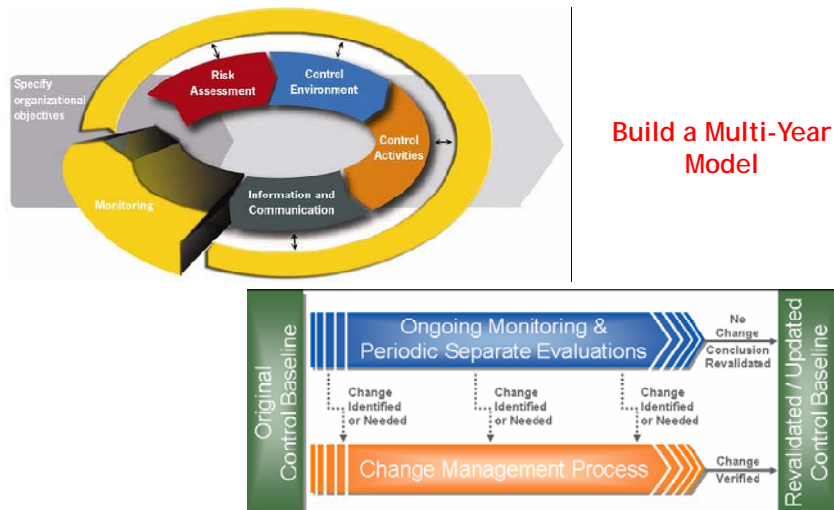 Specify
organizational
objectives
Risk
Assessment
Control
Environment
Control
Activities
Information and
Communication
Monitoring
Build a Multi-Year
Model
Original
Control Baseline
Ongoing Monitoring &
Periodic Separate Evaluations
No
Change
Conclusion
Revalidated
Change
Identified
or Needed
Change
Identified
or Needed
Change
Identified
or Needed
Change Management Process
Change
Verified
Revalidated / Updated
Control Baseline